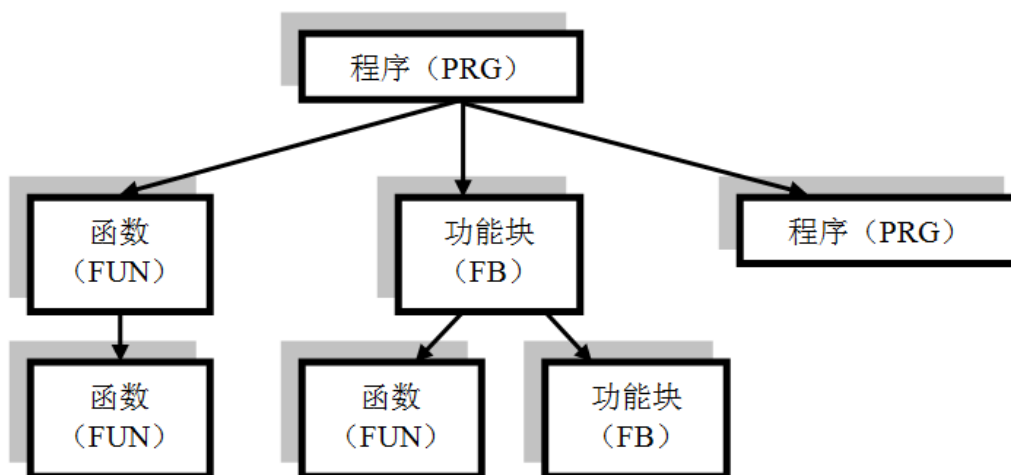 程序（PRG）
函数
（FUN）
功能块
（FB）
程序（PRG）
函数
（FUN）
函数
（FUN）
功能块
（FB）